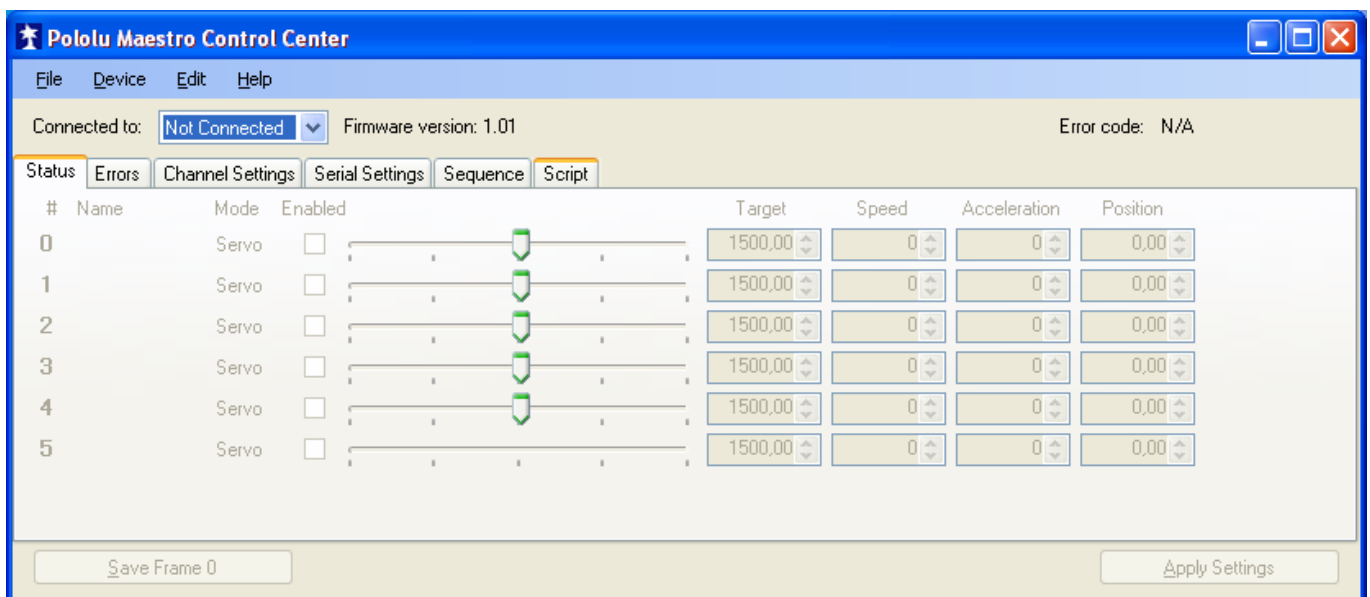 Pololu Maestro Control Center
File Device Edit Help
Connected to: Not Connected Firmware version: 1.01 Error code: N/A
Status Errors Channel Settings Serial Settings Sequence Script
# Name Mode Enabled Target Speed Acceleration Position
0 Servo 1500,00 0 0 0,00
1 Servo 1500,00 0 0 0,00
2 Servo 1500,00 0 0 0,00
3 Servo 1500,00 0 0 0,00
4 Servo 1500,00 0 0 0,00
5 Servo 1500,00 0 0 0,00
Save Frame 0 Apply Settings